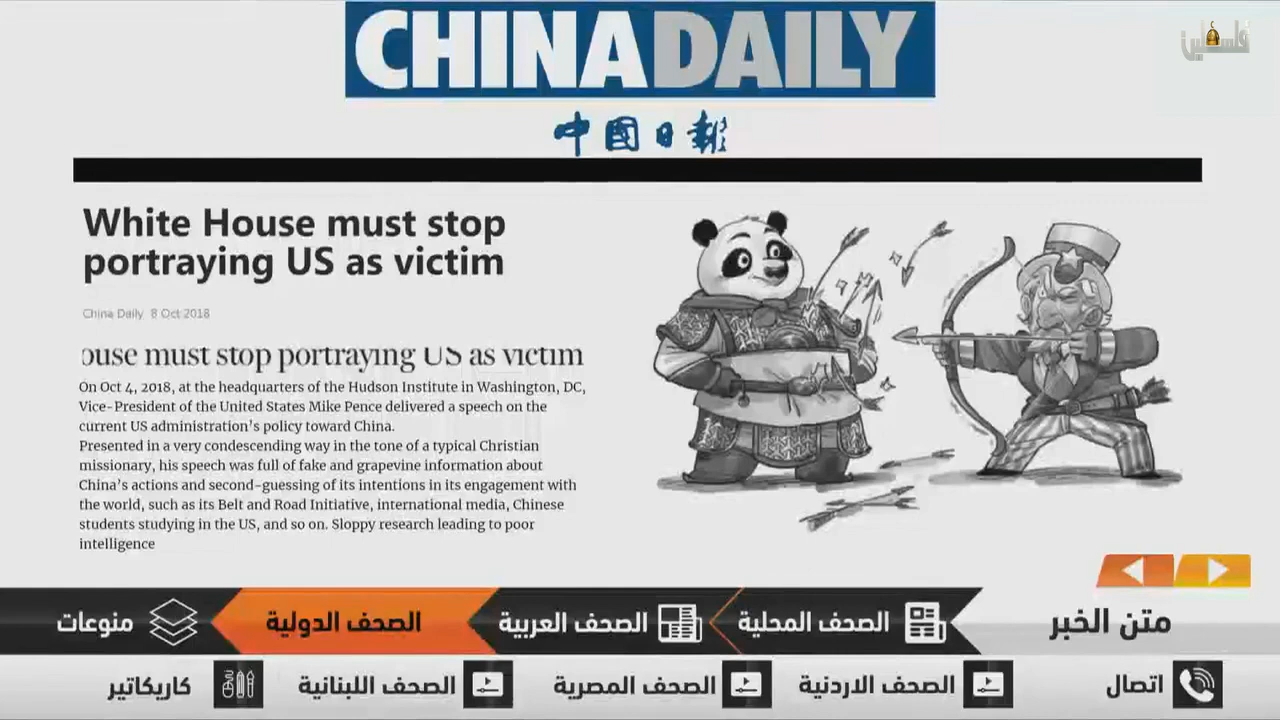 CHINADAILY
فلسطين
中國日報
White House must stop
portraying US as victim
China Daily 8 Oct 2018
ouse must stop portraying US as victim
On Oct 4, 2018, at the headquarters of the Hudson Institute in Washington, DC,
Vice-President of the United States Mike Pence delivered a speech on the
current US administration's policy toward China.
Presented in a very condescending way in the tone of a typical Christian
missionary, his speech was full of fake and grapevine information about
China's actions and second-guessing of its intentions in its engagement with
the world, such as its Belt and Road Initiative, international media, Chinese
students studying in the US, and so on. Sloppy research leading to poor
intelligence
متن الخبر
الصحف المحلية
الصحف العربية
الصحف الدولية
منوعات
اتصال
الصحف الاردنية
الصحف المصرية
الصحف اللبنانية
كاريكاتير